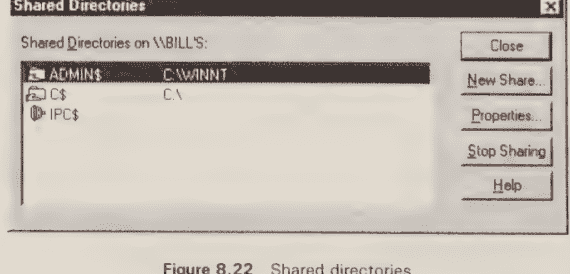 Shared Directories
Shared Directories on \\BILL'S:
ADMIN$ C:\WINNT
C$ C:\
IPC$
Close
New Share...
Properties...
Stop Sharing
Help
Figure 8.22 Shared directories